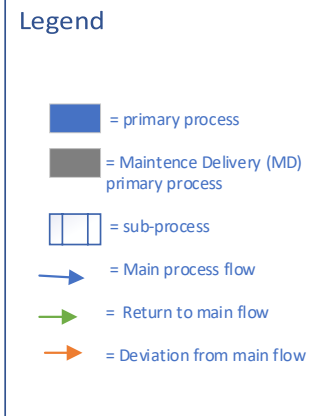 Legend
= primary process
= Maintence Delivery (MD)
primary process
= sub-process
= Main process flow
= Return to main flow
= Deviation from main flow